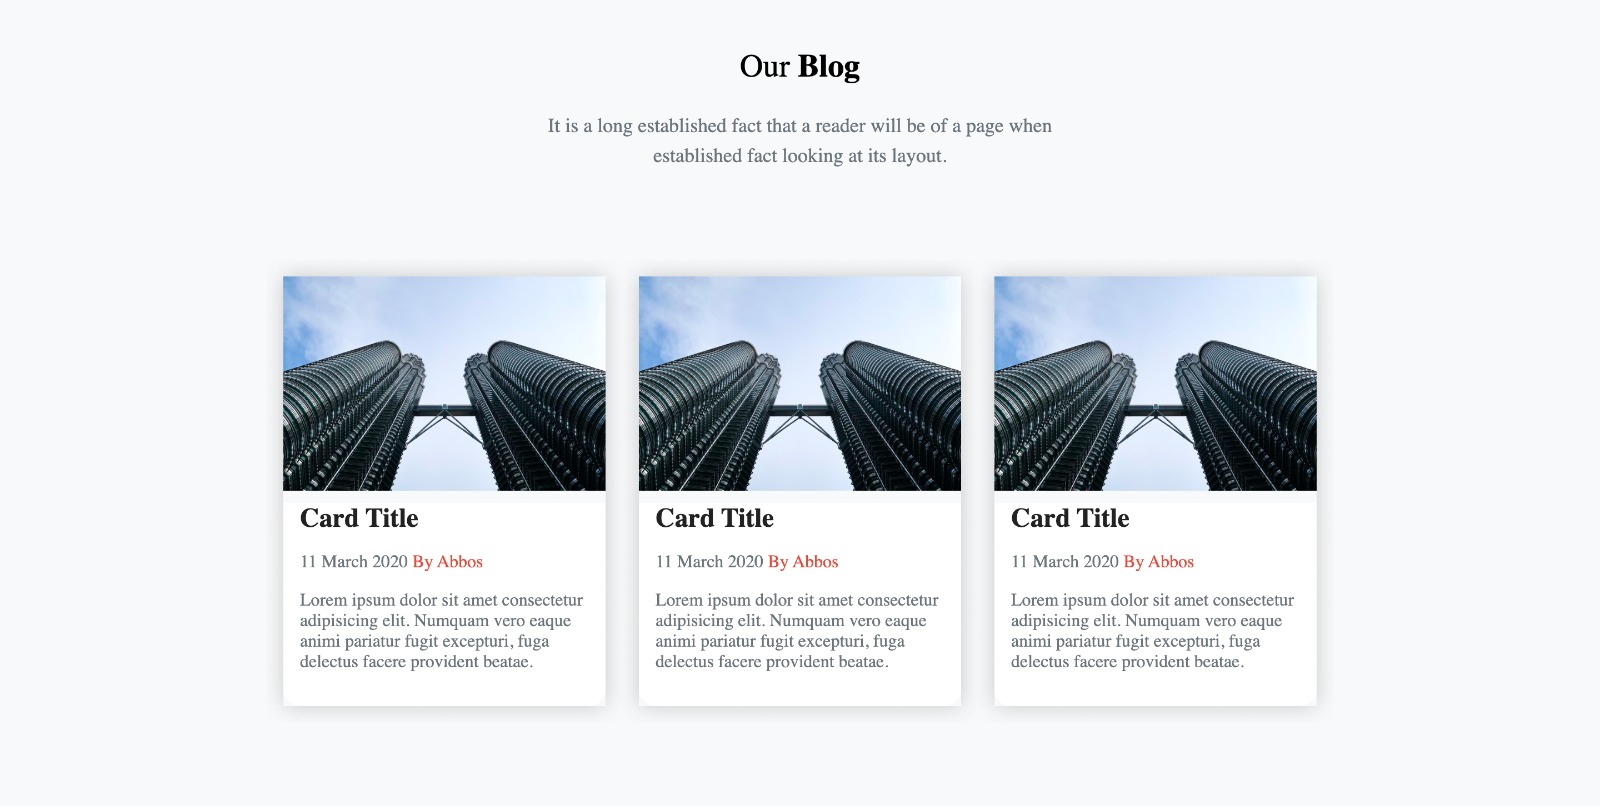 Our Blog
It is a long established fact that a reader will be of a page when
established fact looking at its layout.
Card Title
11 March 2020 By Abbos
Lorem ipsum dolor sit amet consectetur
adipisicing elit. Numquam vero eaque
animi pariatur fugit excepturi, fuga
delectus facere provident beatae.
Card Title
11 March 2020 By Abbos
Lorem ipsum dolor sit amet consectetur
adipisicing elit. Numquam vero eaque
animi pariatur fugit excepturi, fuga
delectus facere provident beatae.
Card Title
11 March 2020 By Abbos
Lorem ipsum dolor sit amet consectetur
adipisicing elit. Numquam vero eaque
animi pariatur fugit excepturi, fuga
delectus facere provident beatae.